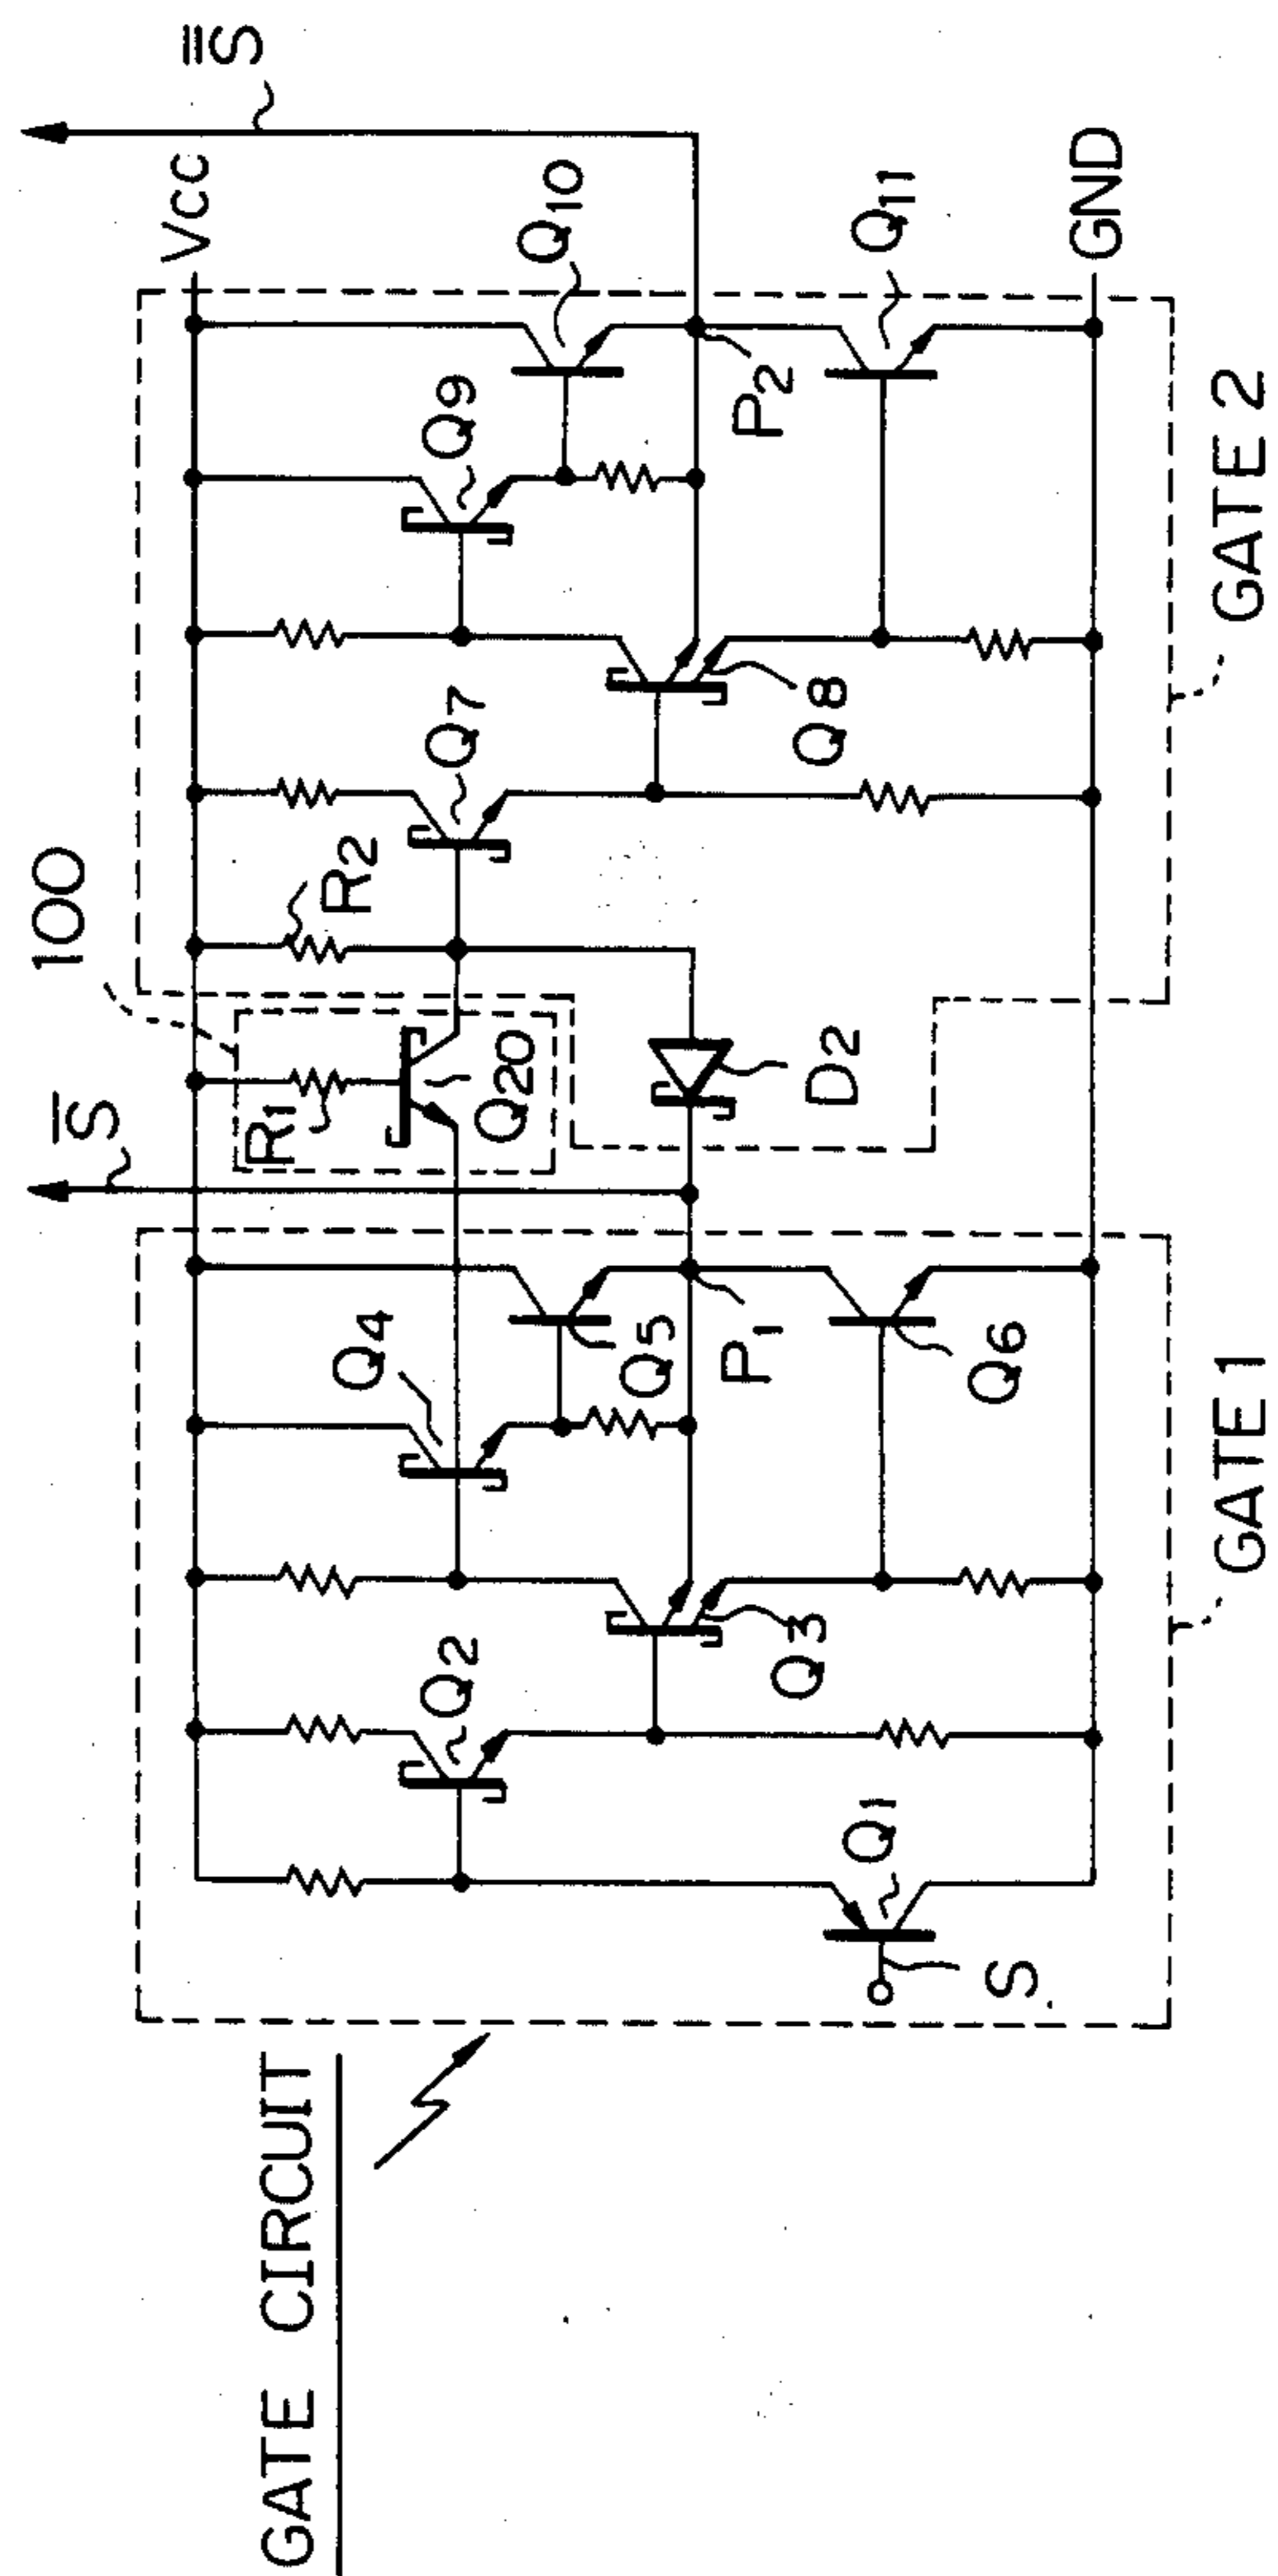 GATE CIRCUIT
S
Q1
Q2
Q3
Q4
Q5
P1
Q6
GATE 1
S̅
R1
Q20
100
D2
R2
Q7
Q8
Q9
P2
Q10
Q11
GATE 2
VCC
GND
S̿